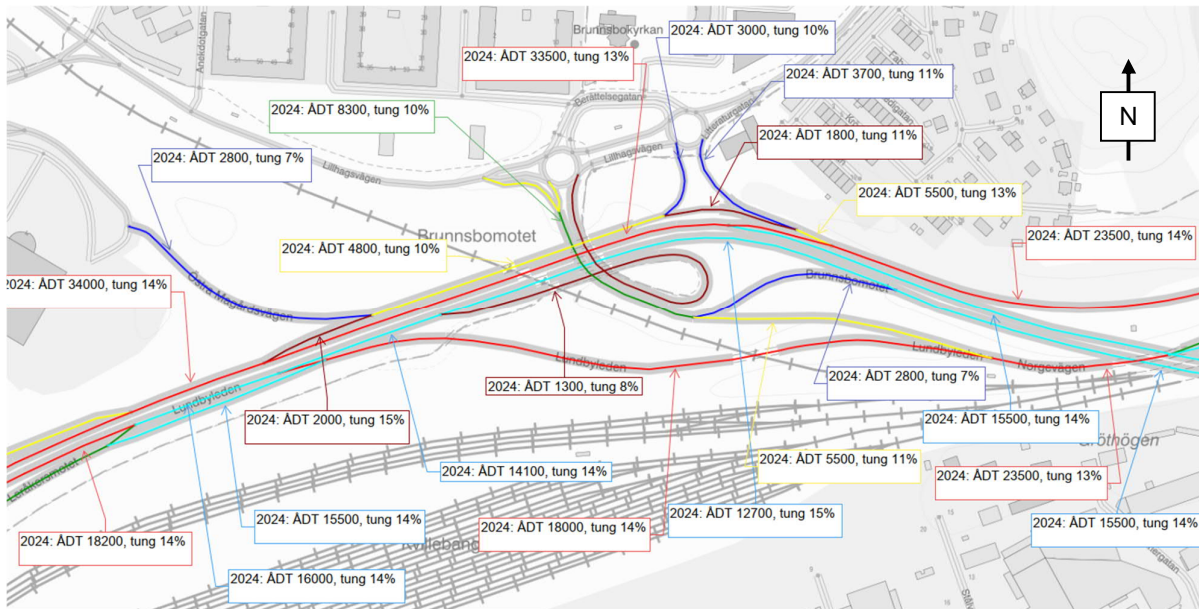 Anekdotgatan
Brunnsbokyrkan
2024: ÅDT 3000, tung 10%
2024: ÅDT 33500, tung 13%
2024: ÅDT 3700, tung 11%
N
Berättelsegatan
Litteraturgatan
2024: ÅDT 8300, tung 10%
2024: ÅDT 1800, tung 11%
Lillhagsvägen
Lillhagsvägen
2024: ÅDT 2800, tung 7%
2024: ÅDT 5500, tung 13%
Brunnsbomotet
2024: ÅDT 23500, tung 14%
2024: ÅDT 4800, tung 10%
2024: ÅDT 34000, tung 14%
Brunnsbomotet
Lundbyleden
Lundbyleden
Norgevägen
2024: ÅDT 1300, tung 8%
2024: ÅDT 2800, tung 7%
Lundbyleden
2024: ÅDT 2000, tung 15%
2024: ÅDT 15500, tung 14%
2024: ÅDT 14100, tung 14%
2024: ÅDT 5500, tung 11%
2024: ÅDT 23500, tung 13%
2024: ÅDT 15500, tung 14%
2024: ÅDT 18000, tung 14%
2024: ÅDT 12700, tung 15%
2024: ÅDT 15500, tung 14%
2024: ÅDT 18200, tung 14%
2024: ÅDT 16000, tung 14%